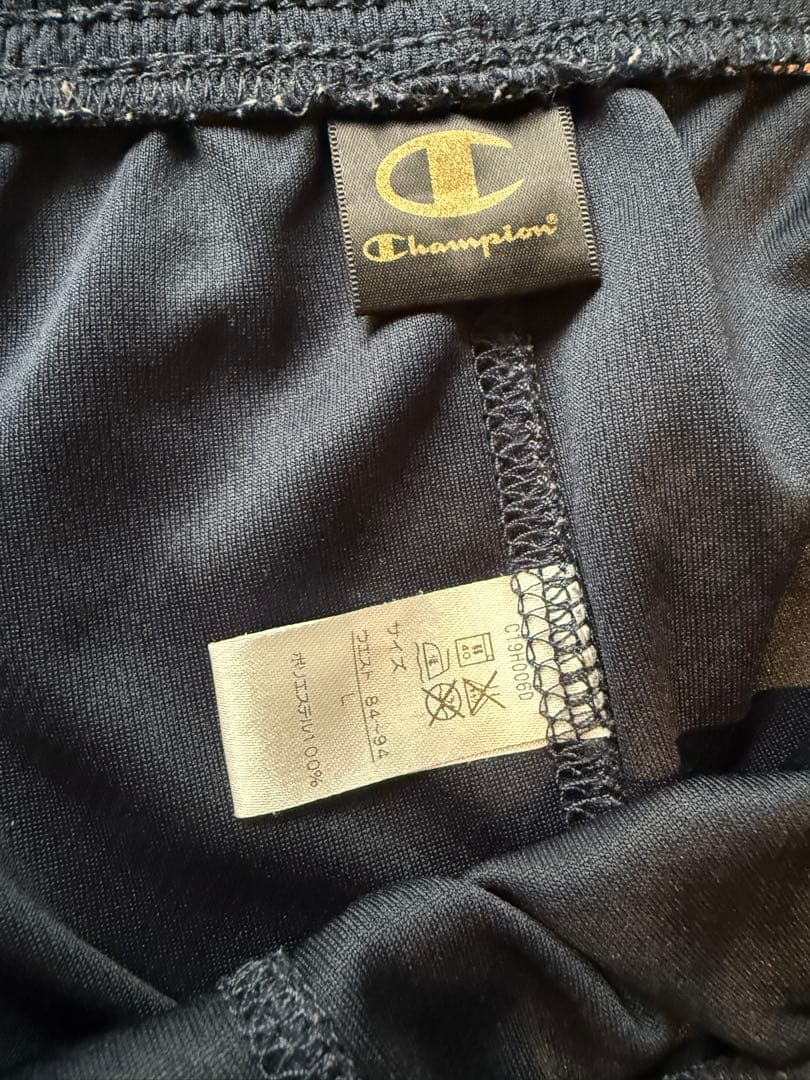 Champion®
C19H006D
40
サイズ
ウエスト 84~94
L
ポリエステル100%